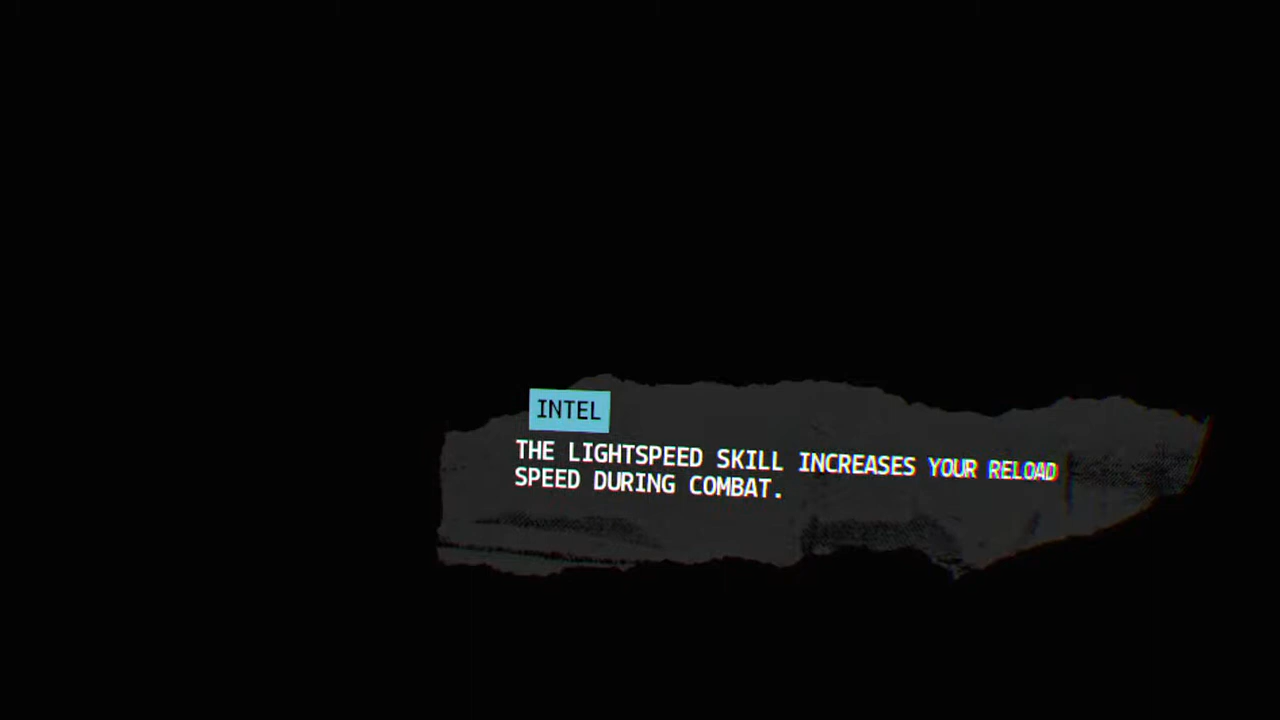 INTEL
THE LIGHTSPEED SKILL INCREASES YOUR RELOAD
SPEED DURING COMBAT.